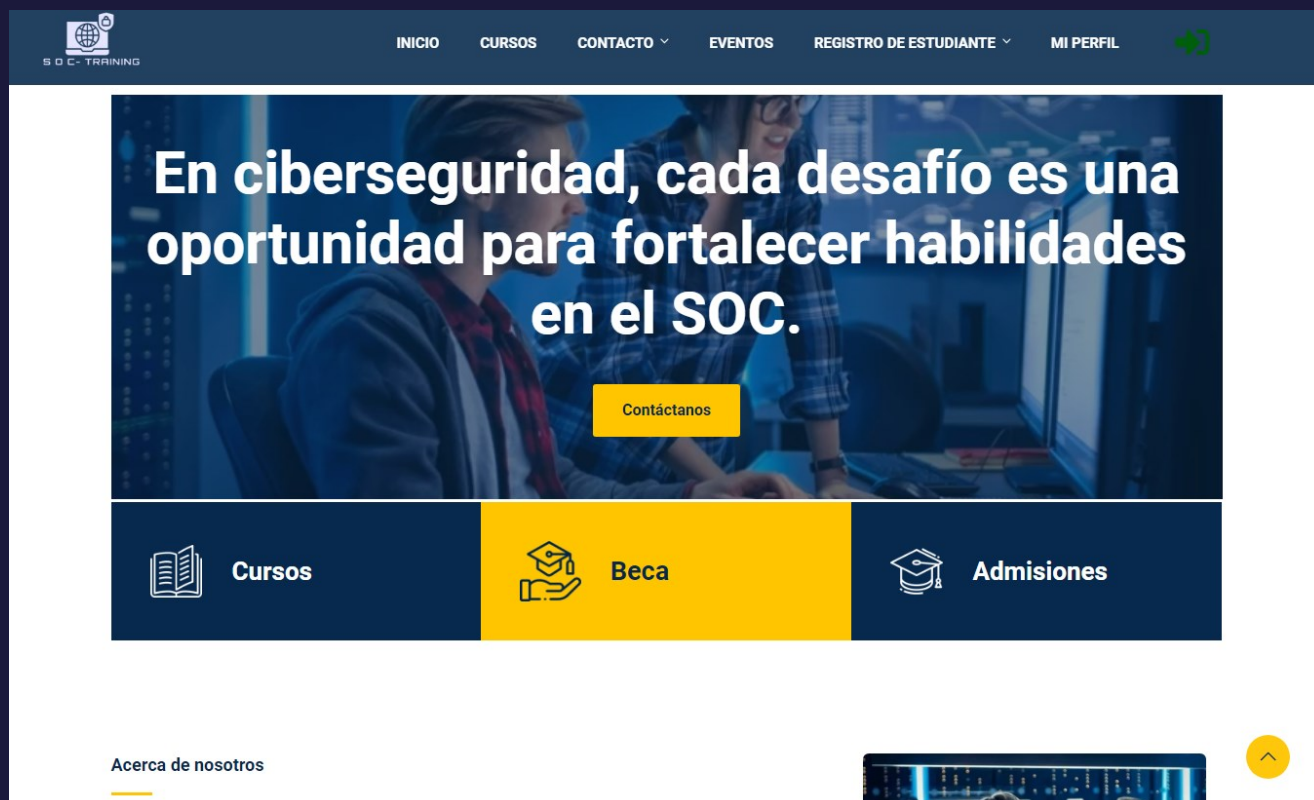 SOC-TRAINING
INICIO CURSOS CONTACTO EVENTOS REGISTRO DE ESTUDIANTE MI PERFIL
En ciberseguridad, cada desafío es una
oportunidad para fortalecer habilidades
en el SOC.
Contáctanos
Cursos
Beca
Admisiones
Acerca de nosotros